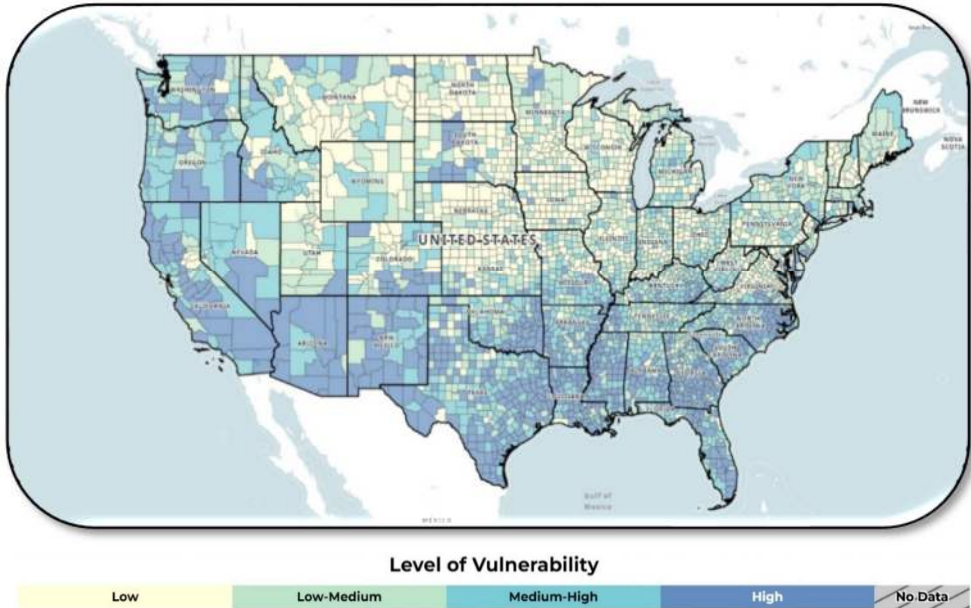 WASHINGTON
MONTANA
NORTH
DAKOTA
MINNESOTA
MAINE
NEW
BRUNSWICK
NOVA
SCOTIA
OREGON
IDAHO
SOUTH
DAKOTA
WISCONSIN
MICHIGAN
NEW
YORK
WYOMING
IOWA
NEBRASKA
PENNSYLVANIA
NEVADA
UTAH
COLORADO
UNITED STATES
ILLINOIS
INDIANA
OHIO
WEST
VIRGINIA
KANSAS
MISSOURI
KENTUCKY
VIRGINIA
CALIFORNIA
ARIZONA
NEW
MEXICO
OKLAHOMA
ARKANSAS
TENNESSEE
NORTH
CAROLINA
SOUTH
CAROLINA
TEXAS
LOUISIANA
ALABAMA
GEORGIA
Gulf of
Mexico
MÉXICO
Level of Vulnerability
Low
Low-Medium
Medium-High
High
No Data